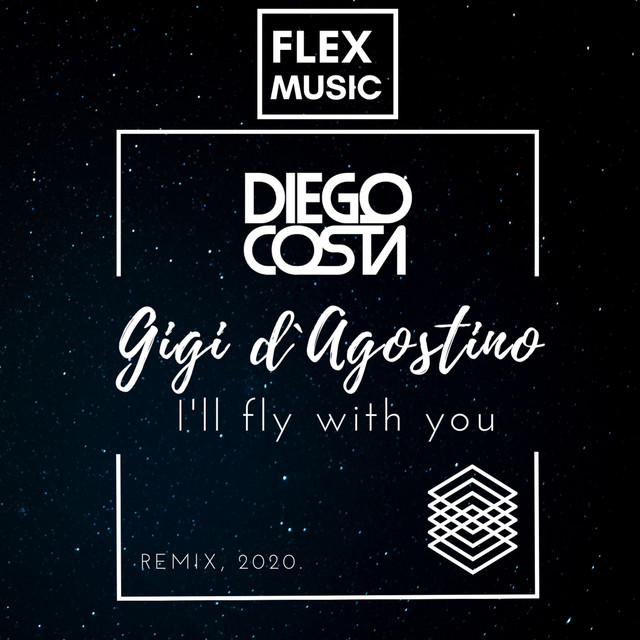 FLEX
MUSIC
DIEGO
COSTA
Gigi d`Agostino
I'll fly with you
REMIX, 2020.